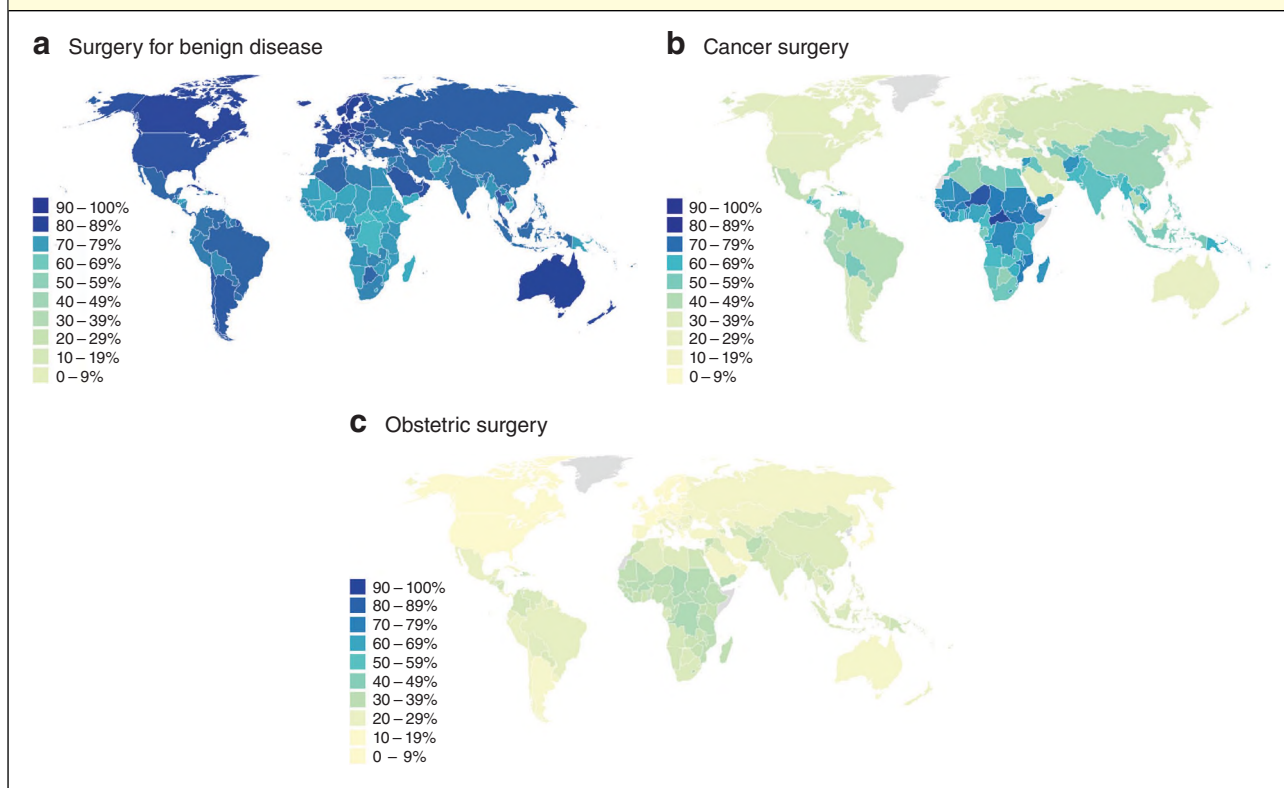 a Surgery for benign disease
90 – 100%
80 – 89%
70 – 79%
60 – 69%
50 – 59%
40 – 49%
30 – 39%
20 – 29%
10 – 19%
0 – 9%
b Cancer surgery
90 – 100%
80 – 89%
70 – 79%
60 – 69%
50 – 59%
40 – 49%
30 – 39%
20 – 29%
10 – 19%
0 – 9%
c Obstetric surgery
90 – 100%
80 – 89%
70 – 79%
60 – 69%
50 – 59%
40 – 49%
30 – 39%
20 – 29%
10 – 19%
0 – 9%